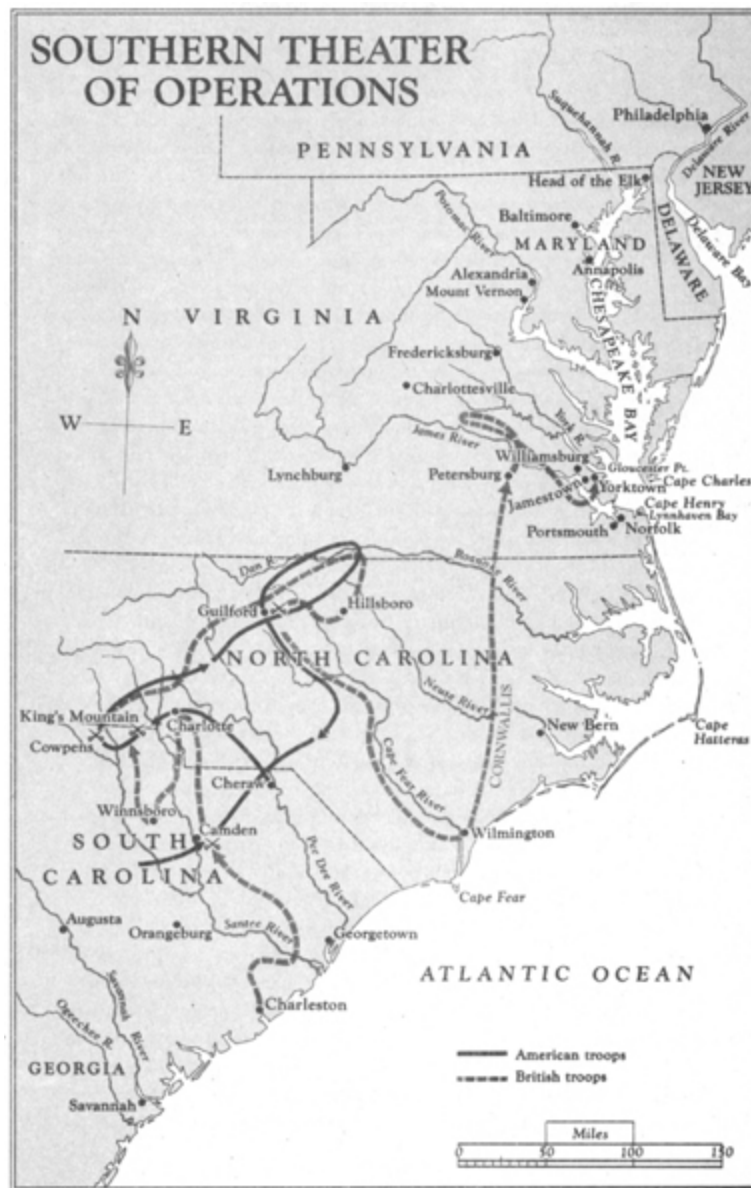 SOUTHERN THEATER
OF OPERATIONS
Susquehannah R.
Philadelphia
Delaware River
PENNSYLVANIA
NEW
JERSEY
Head of the Elk
Potomac River
Baltimore
MARYLAND
DELAWARE
Delaware Bay
Annapolis
Alexandria
Mount Vernon
CHESAPEAKE BAY
N
VIRGINIA
Fredericksburg
Charlottesville
W
E
York R.
James River
Williamsburg
Gloucester Pt.
Lynchburg
Petersburg
Jamestown
Yorktown
Cape Charles
Cape Henry
Lynnhaven Bay
Portsmouth
Norfolk
Dan R.
Roanoke River
Guilford
Hillsboro
NORTH CAROLINA
Neuse River
King's Mountain
Charlotte
Cowpens
New Bern
Cape
Hatteras
CORNWALLIS
Cape Fear River
Cheraw
Winnsboro
Camden
Wilmington
SOUTH
CAROLINA
Pee Dee River
Cape Fear
Augusta
Orangeburg
Santee River
Georgetown
ATLANTIC OCEAN
Savannah River
Ogeechee R.
Charleston
American troops
British troops
GEORGIA
Savannah
Miles
0 50 100 150